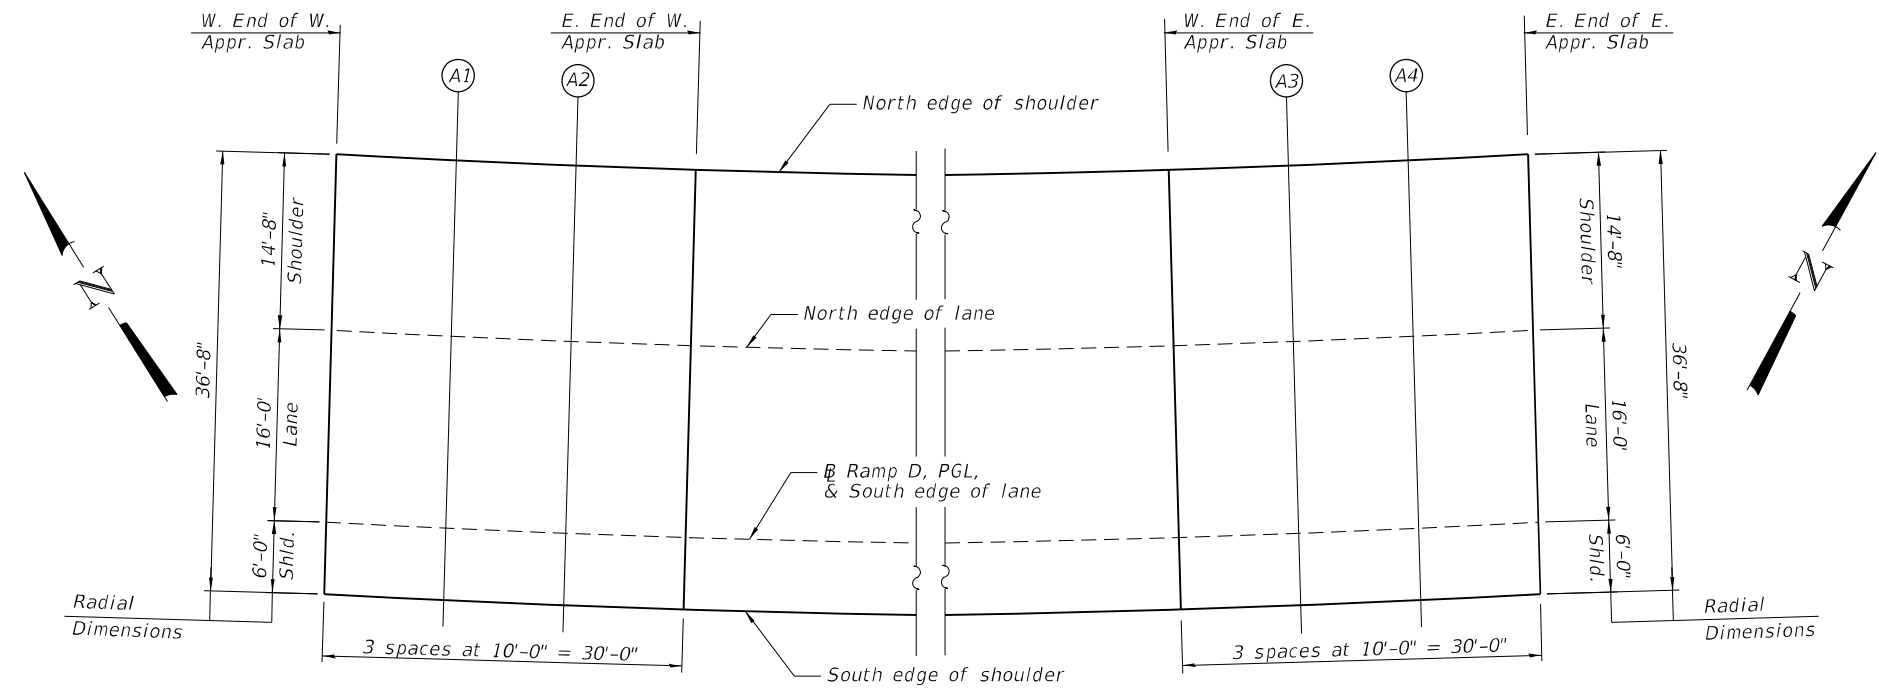 W. End of W.
Appr. Slab
E. End of W.
Appr. Slab
W. End of E.
Appr. Slab
E. End of E.
Appr. Slab
A1
A2
A3
A4
North edge of shoulder
N
36'-8"
14'-8"
Shoulder
16'-0'
Lane
6'-0"
Shld.
Radial
Dimensions
3 spaces at 10'-0" = 30'-0"
North edge of lane
BL Ramp D, PGL,
& South edge of lane
South edge of shoulder
14'-8"
Shoulder
16'-0'
Lane
6'-0"
Shld.
36'-8"
N
3 spaces at 10'-0" = 30'-0"
Radial
Dimensions